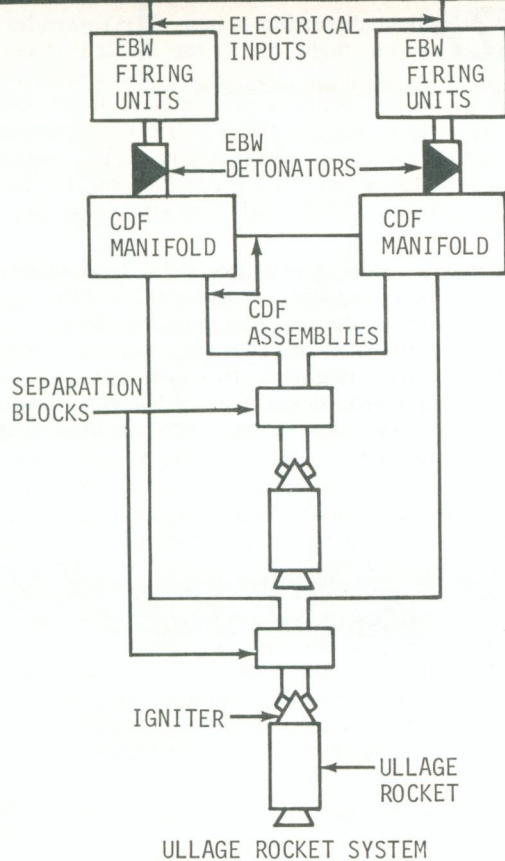 ELECTRICAL
INPUTS
EBW
FIRING
UNITS
EBW
FIRING
UNITS
EBW
DETONATORS
CDF
MANIFOLD
CDF
MANIFOLD
CDF
ASSEMBLIES
SEPARATION
BLOCKS
IGNITER
ULLAGE
ROCKET
ULLAGE ROCKET SYSTEM